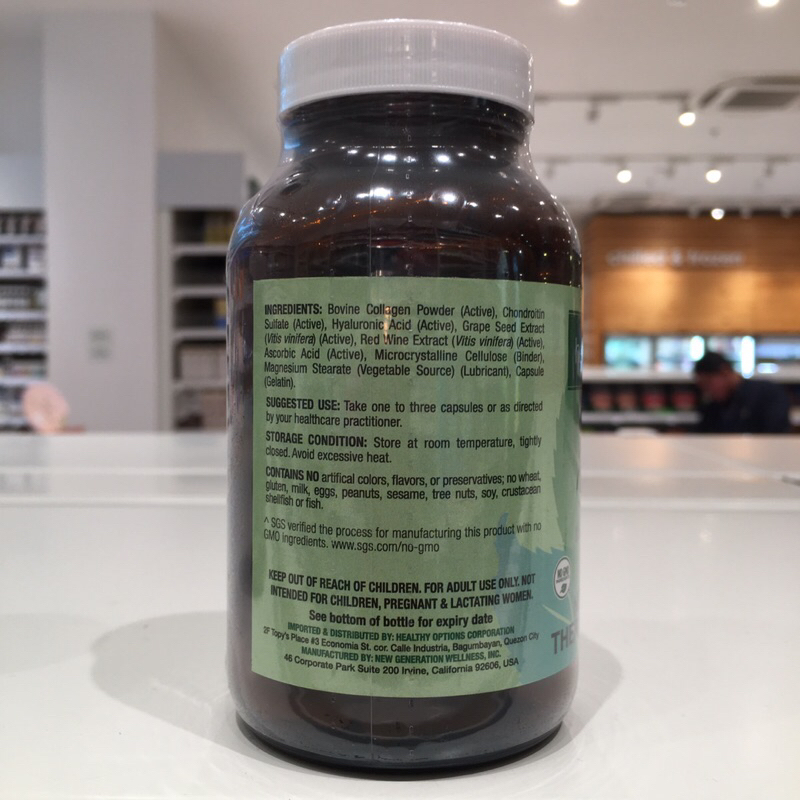 INGREDIENTS: Bovine Collagen Powder (Active), Chondroitin
Sulfate (Active), Hyaluronic Acid (Active), Grape Seed Extract
(Vitis vinifera) (Active), Red Wine Extract (Vitis vinifera) (Active),
Ascorbic Acid (Active), Microcrystalline Cellulose (Binder),
Magnesium Stearate (Vegetable Source) (Lubricant), Capsule
(Gelatin).
SUGGESTED USE: Take one to three capsules or as directed
by your healthcare practitioner.
STORAGE CONDITION: Store at room temperature, tightly
closed. Avoid excessive heat.
CONTAINS NO artifical colors, flavors, or preservatives; no wheat,
gluten, milk, eggs, peanuts, sesame, tree nuts, soy, crustacean
shellfish or fish.
^ SGS verified the process for manufacturing this product with no
GMO ingredients. www.sgs.com/no-gmo
KEEP OUT OF REACH OF CHILDREN. FOR ADULT USE ONLY. NOT
INTENDED FOR CHILDREN, PREGNANT & LACTATING WOMEN.
See bottom of bottle for expiry date
IMPORTED & DISTRIBUTED BY: HEALTHY OPTIONS CORPORATION
2F Topy's Place #3 Economia St. cor. Calle Industria, Bagumbayan, Quezon City
MANUFACTURED BY: NEW GENERATION WELLNESS, INC.
46 Corporate Park Suite 200 Irvine, California 92606, USA
THE